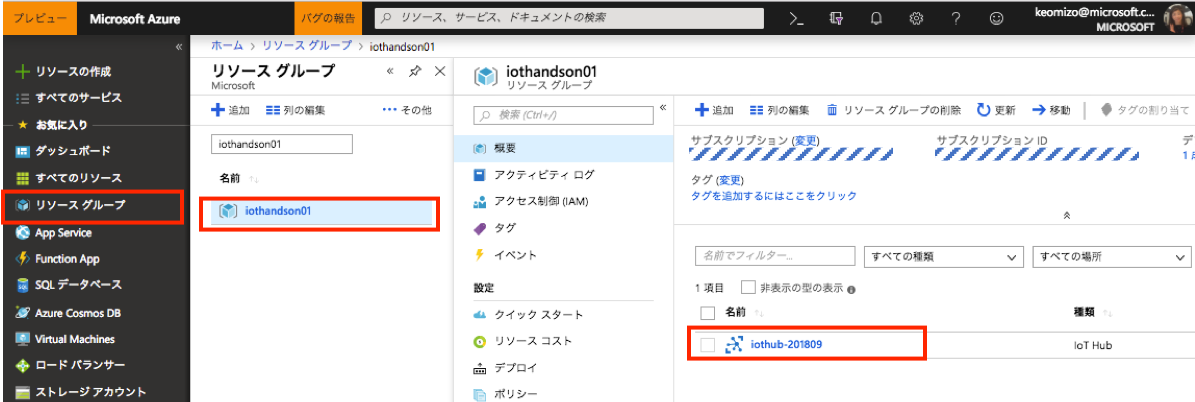 プレビュー
Microsoft Azure
バグの報告
リソース、サービス、ドキュメントの検索
keomizo@microsoft.c...
MICROSOFT
リソースの作成
すべてのサービス
お気に入り
ダッシュボード
すべてのリソース
リソース グループ
App Service
Function App
SQL データベース
Azure Cosmos DB
Virtual Machines
ロード バランサー
ストレージ アカウント
ホーム > リソース グループ > iothandson01
リソース グループ
Microsoft
追加 列の編集 ··· その他
iothandson01
名前
iothandson01
iothandson01
リソース グループ
検索 (Ctrl+/)
概要
アクティビティ ログ
アクセス制御 (IAM)
タグ
イベント
設定
クイック スタート
リソース コスト
デプロイ
ポリシー
追加 列の編集 リソース グループの削除 更新 移動 タグの割り当て
サブスクリプション (変更) サブスクリプション ID デ
タグ (変更)
タグを追加するにはここをクリック
名前でフィルター... すべての種類 すべての場所
1 項目 非表示の型の表示
名前 種類
iothub-201809 IoT Hub